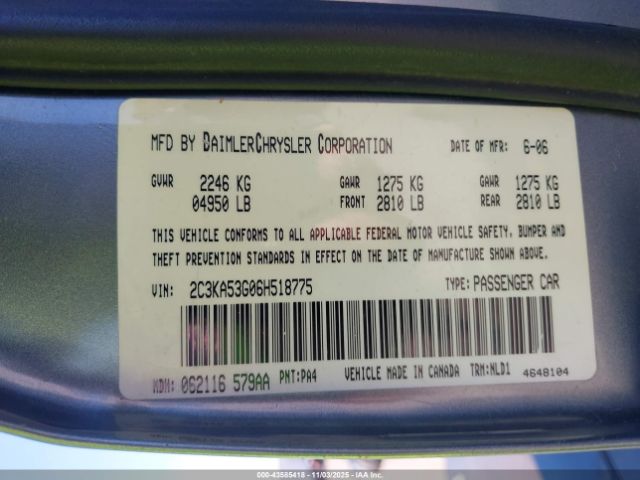 MFD BY DAIMLERCHRYSLER CORPORATION DATE OF MFR: 6-06
GVWR 2246 KG GAWR 1275 KG GAWR 1275 KG
04950 LB FRONT 2810 LB REAR 2810 LB
THIS VEHICLE CONFORMS TO ALL APPLICABLE FEDERAL MOTOR VEHICLE SAFETY, BUMPER AND
THEFT PREVENTION STANDARDS IN EFFECT ON THE DATE OF MANUFACTURE SHOWN ABOVE.
VIN: 2C3KA53G06H518775 TYPE: PASSENGER CAR
MDH: 062116 579AA PNT:PA4 VEHICLE MADE IN CANADA TRM:NLD1 4648104
000-43585418 - 11/03/2025 - IAA Inc.